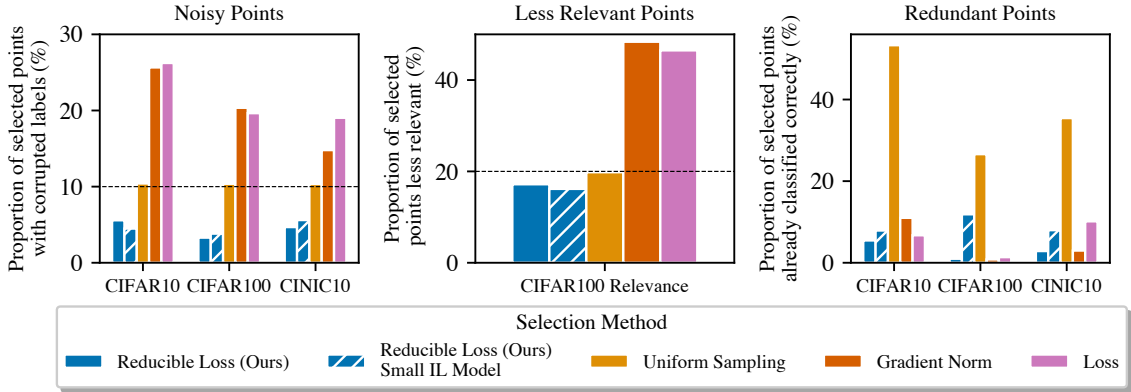 Noisy Points
Proportion of selected points
with corrupted labels (%)
30
20
10
0
CIFAR10
CIFAR100
CINIC10
Less Relevant Points
Proportion of selected
points less relevant (%)
40
20
0
CIFAR100 Relevance
Redundant Points
Proportion of selected points
already classified correctly (%)
40
20
0
CIFAR10
CIFAR100
CINIC10
Selection Method
Reducible Loss (Ours)
Reducible Loss (Ours)
Small IL Model
Uniform Sampling
Gradient Norm
Loss